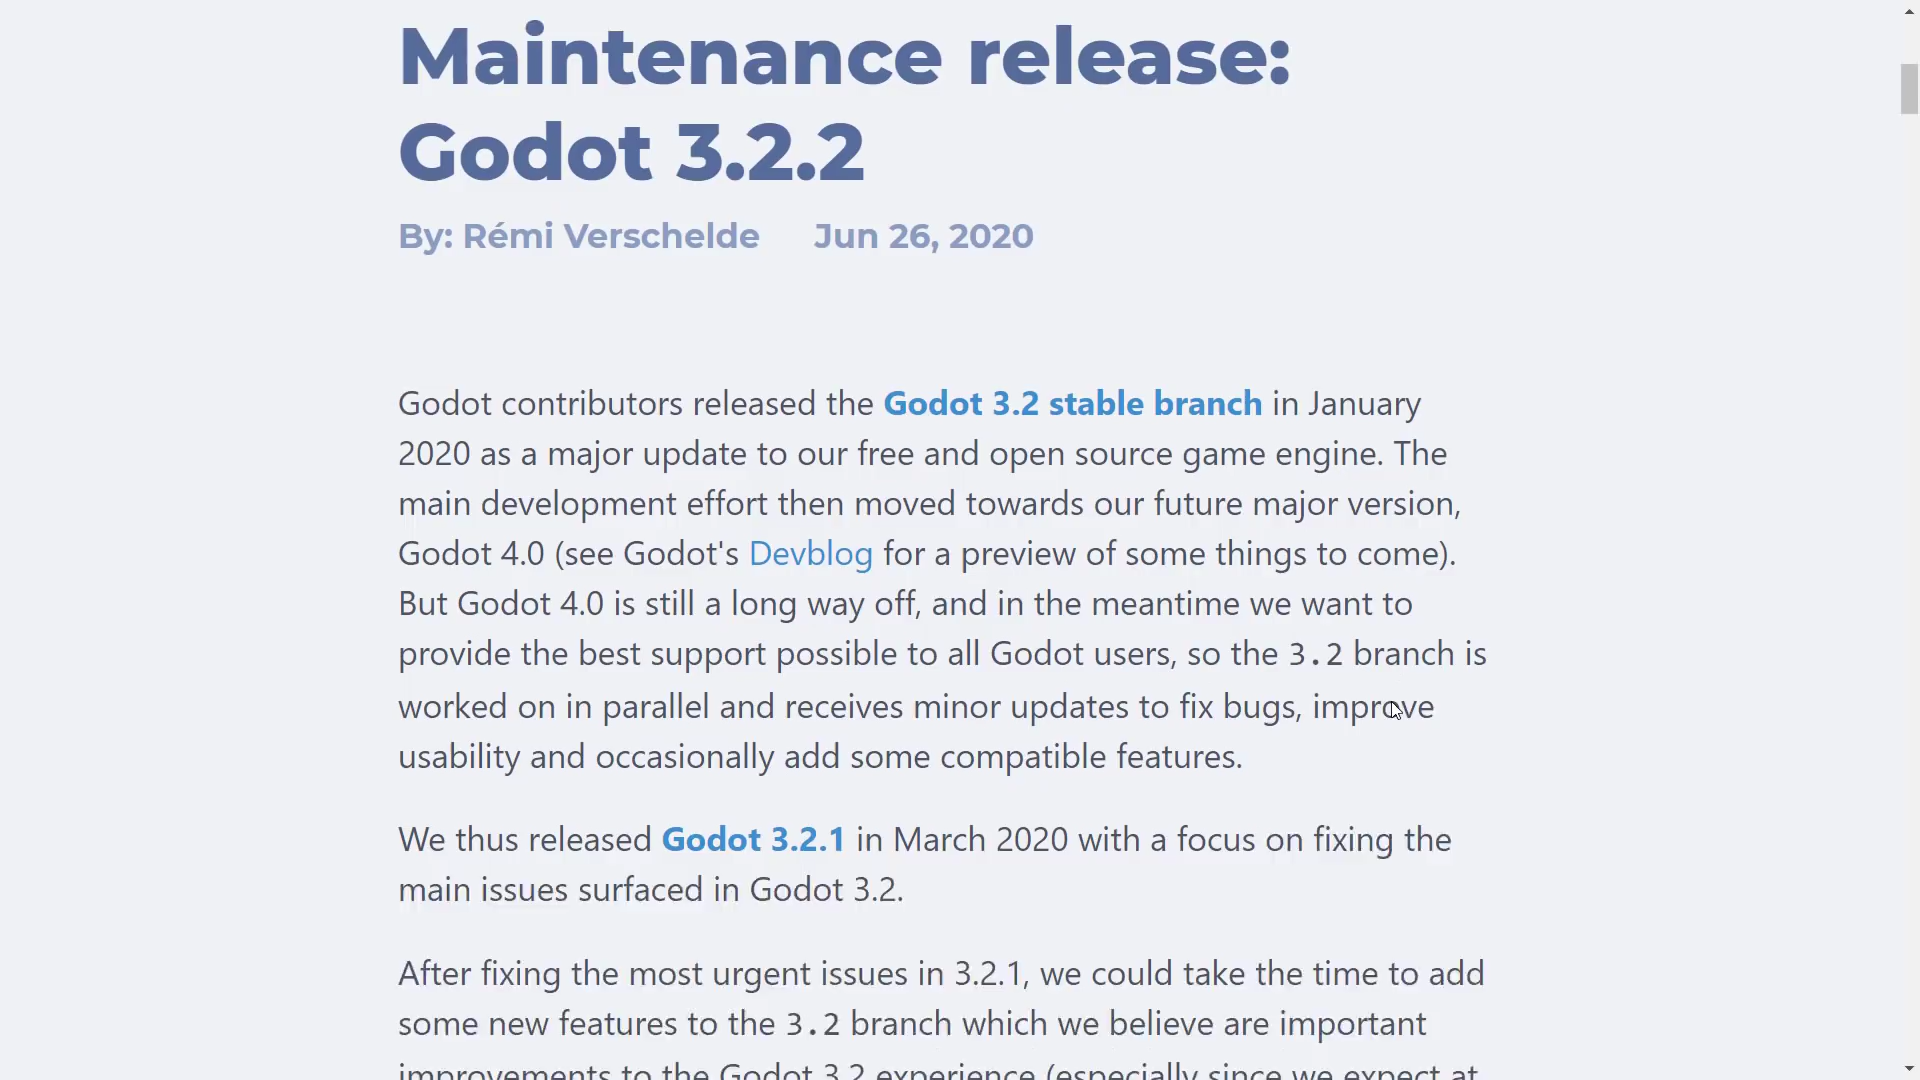 Maintenance release:
Godot 3.2.2
By: Rémi Verschelde Jun 26, 2020
Godot contributors released the Godot 3.2 stable branch in January
2020 as a major update to our free and open source game engine. The
main development effort then moved towards our future major version,
Godot 4.0 (see Godot's Devblog for a preview of some things to come).
But Godot 4.0 is still a long way off, and in the meantime we want to
provide the best support possible to all Godot users, so the 3.2 branch is
worked on in parallel and receives minor updates to fix bugs, improve
usability and occasionally add some compatible features.
We thus released Godot 3.2.1 in March 2020 with a focus on fixing the
main issues surfaced in Godot 3.2.
After fixing the most urgent issues in 3.2.1, we could take the time to add
some new features to the 3.2 branch which we believe are important
improvements to the Godot 3.2 experience (especially since we expect at